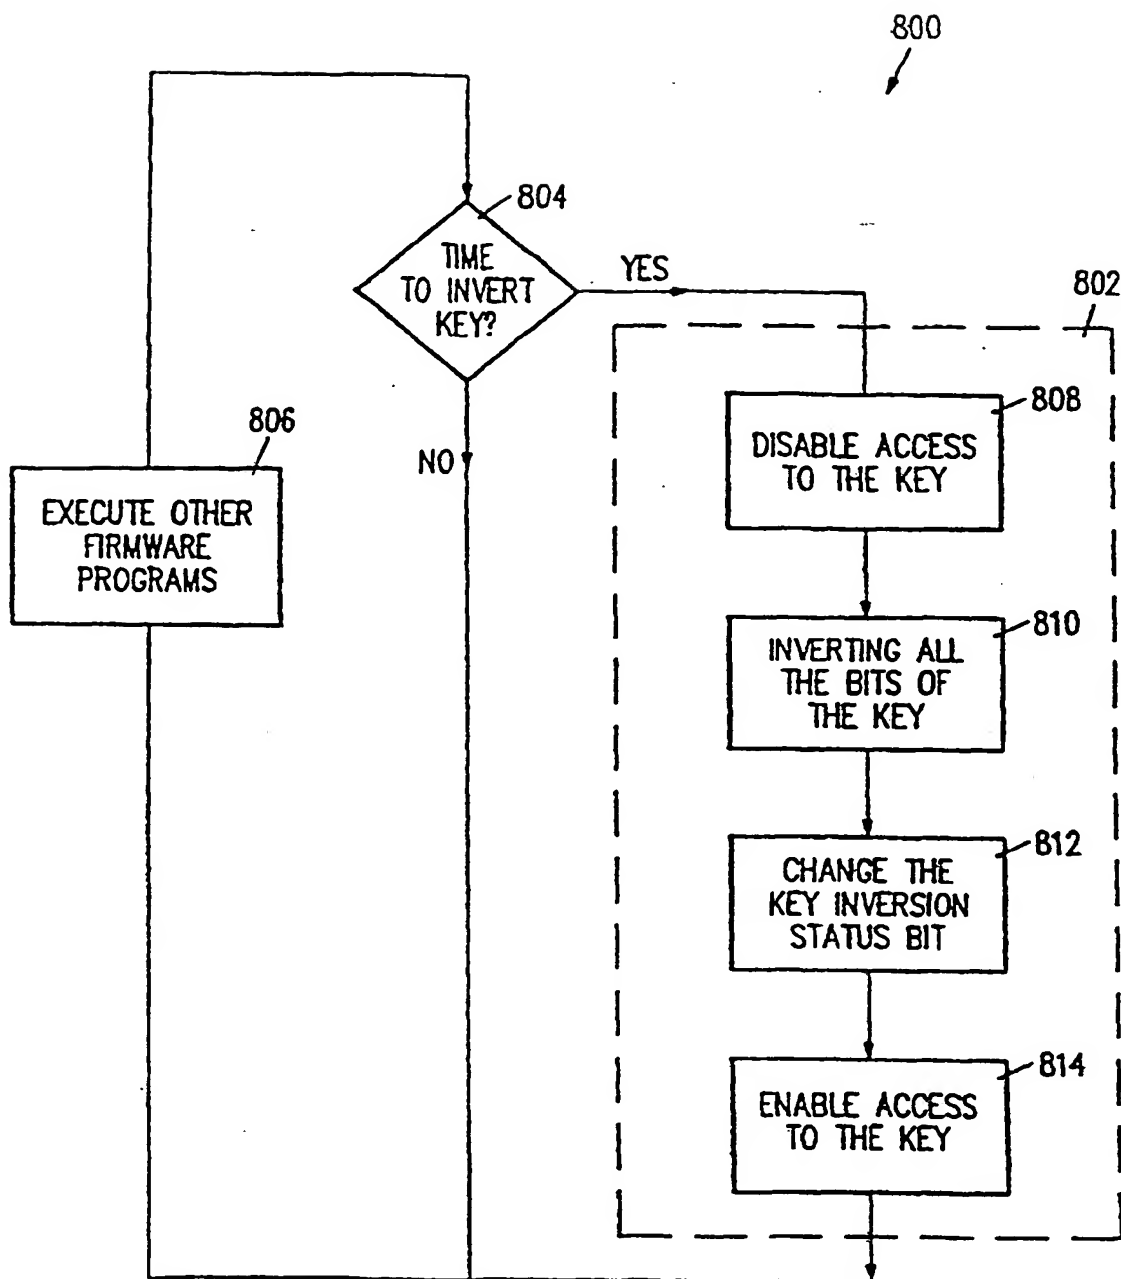 800
804
TIME
TO INVERT
KEY?
YES
802
808
DISABLE ACCESS
TO THE KEY
806
NO
EXECUTE OTHER
FIRMWARE
PROGRAMS
810
INVERTING ALL
THE BITS OF
THE KEY
812
CHANGE THE
KEY INVERSION
STATUS BIT
814
ENABLE ACCESS
TO THE KEY